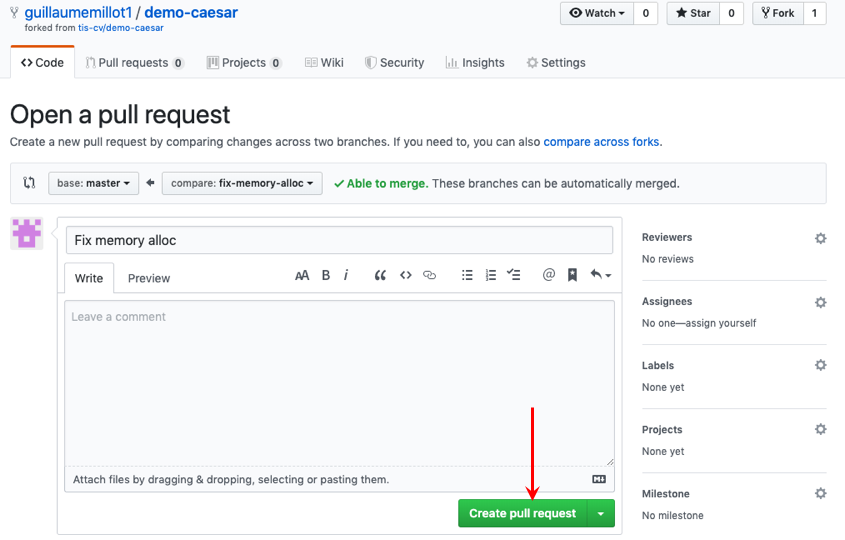 guillaumemillot1 / demo-caesar
Watch 0 Star 0 Fork 1
forked from tis-cv/demo-caesar
Code Pull requests 0 Projects 0 Wiki Security Insights Settings
Open a pull request
Create a new pull request by comparing changes across two branches. If you need to, you can also compare across forks.
base: master compare: fix-memory-alloc Able to merge. These branches can be automatically merged.
Fix memory alloc
Write Preview AA B i
Leave a comment
Attach files by dragging & dropping, selecting or pasting them.
Create pull request
Reviewers
No reviews
Assignees
No one—assign yourself
Labels
None yet
Projects
None yet
Milestone
No milestone